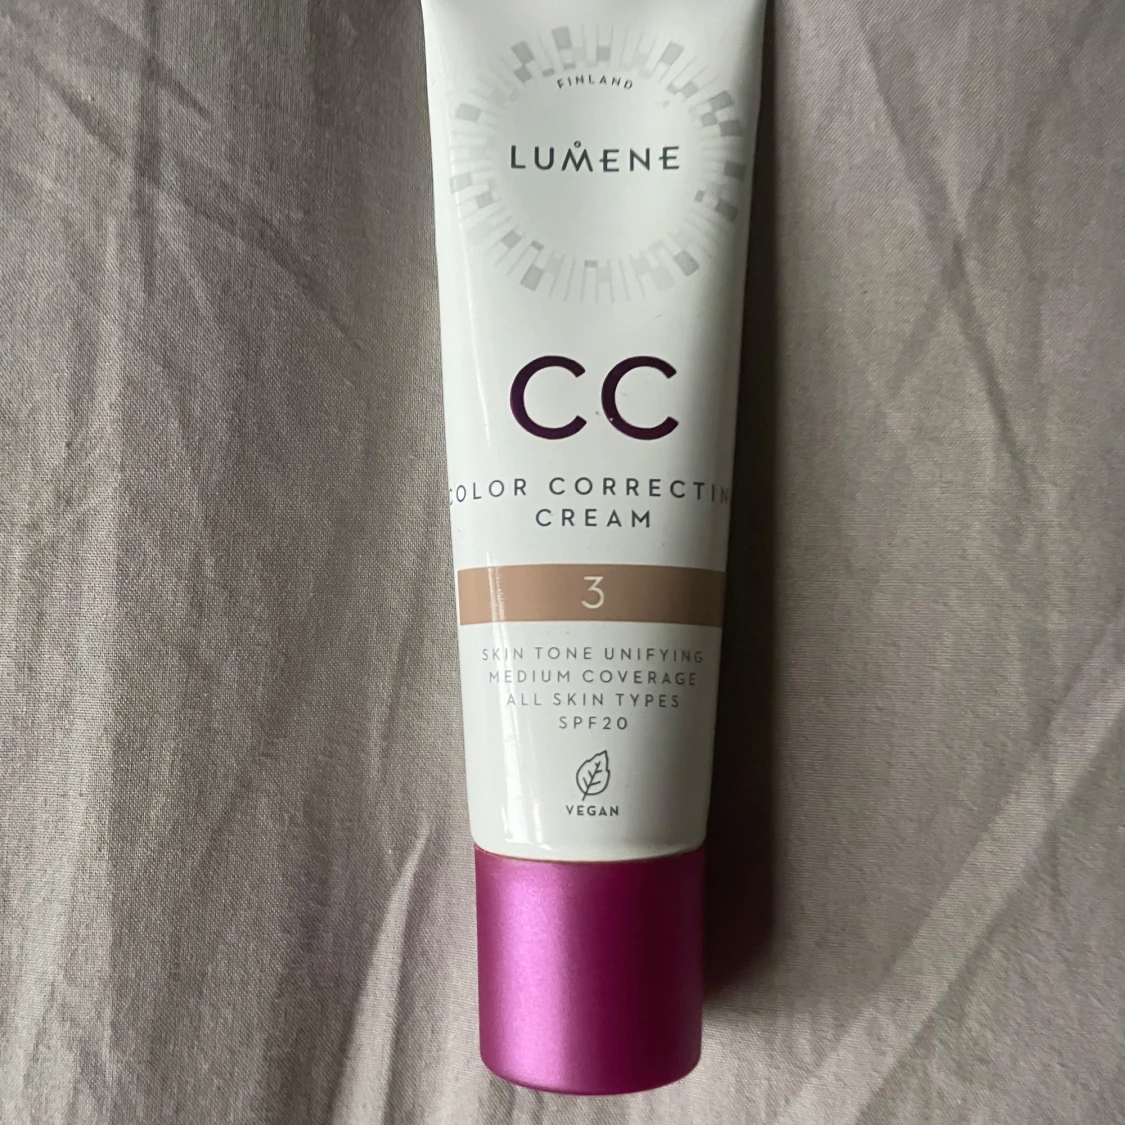 FINLAND
LUMENE
CC
COLOR CORRECTIN
CREAM
3
SKIN TONE UNIFYING
MEDIUM COVERAGE
ALL SKIN TYPES
SPF20
VEGAN